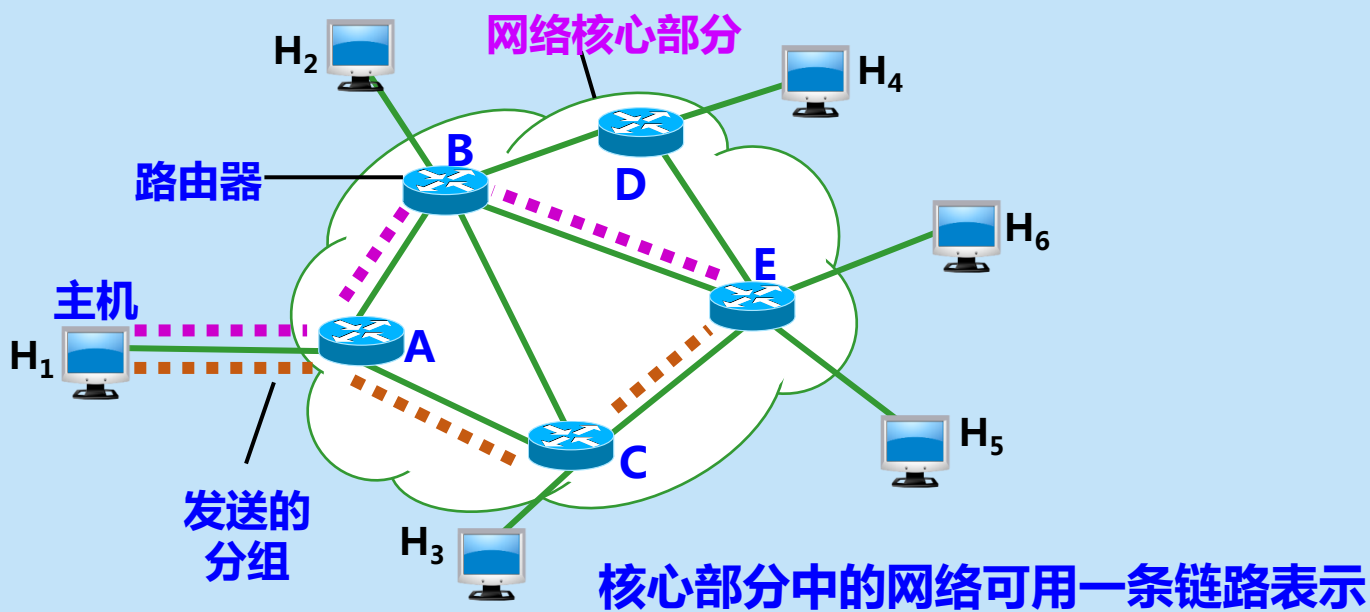 网络核心部分
H₂
H₄
B
路由器
D
H₆
E
主机
H₁
A
H₅
C
发送的
分组
H₃
核心部分中的网络可用一条链路表示